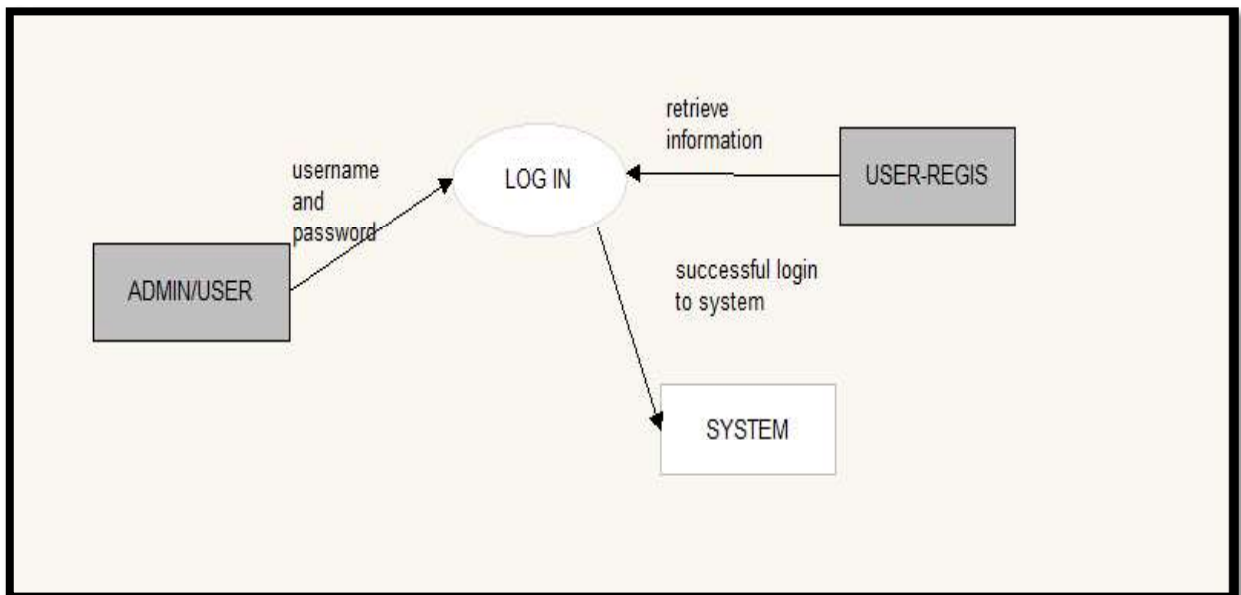 retrieve
information
username
and
password
LOG IN
USER-REGIS
ADMIN/USER
successful login
to system
SYSTEM